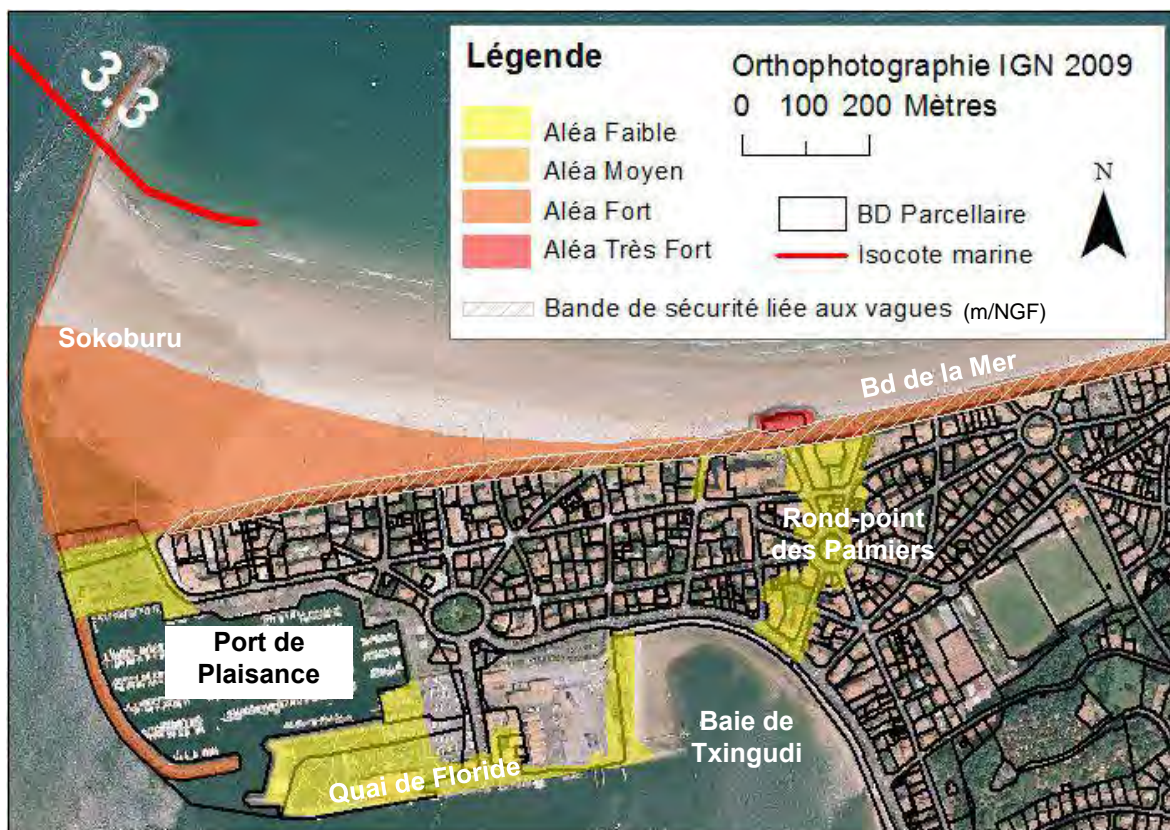 3.3
Légende
Aléa Faible
Aléa Moyen
Aléa Fort
Aléa Très Fort
Bande de sécurité liée aux vagues (m/NGF)
Orthophotographie IGN 2009
0 100 200 Mètres
N
BD Parcellaire
Isocote marine
Sokoburu
Bd de la Mer
Rond-point
des Palmiers
Port de
Plaisance
Baie de
Txingudi
Quai de Floride